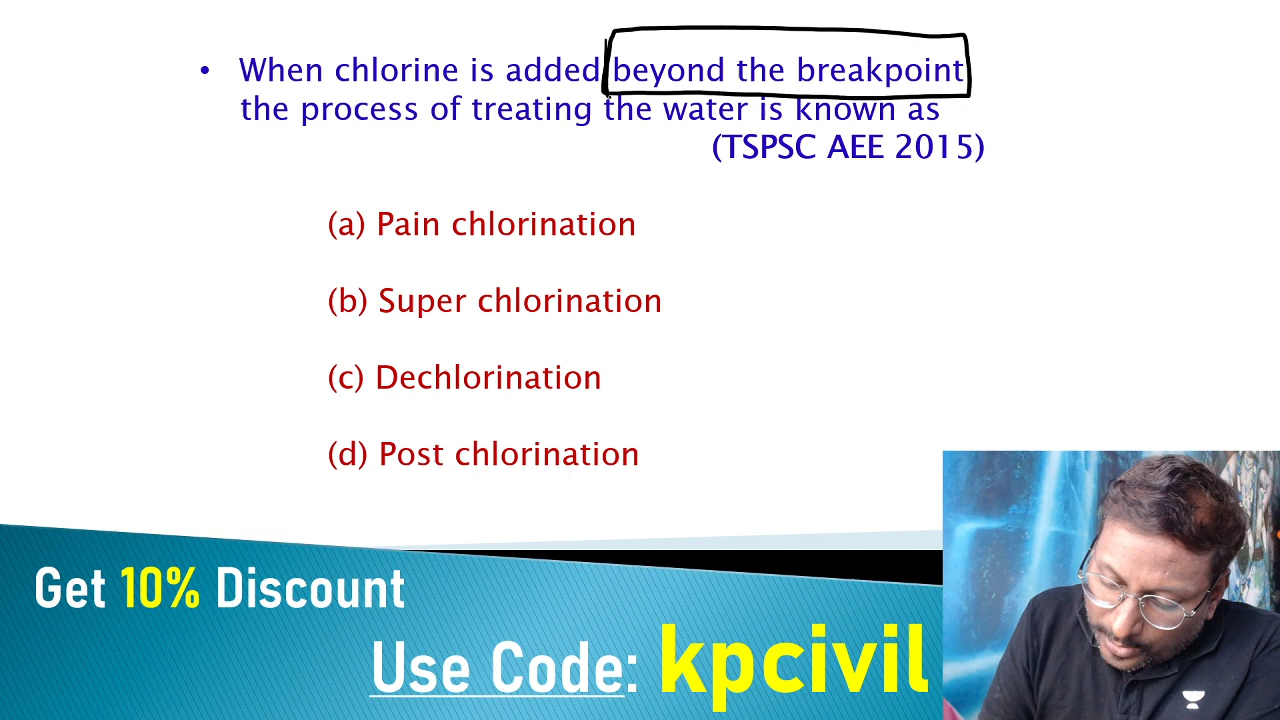 • When chlorine is added beyond the breakpoint
the process of treating the water is known as
(TSPSC AEE 2015)
(a) Pain chlorination
(b) Super chlorination
(c) Dechlorination
(d) Post chlorination
Get 10% Discount
Use Code: kpcivil